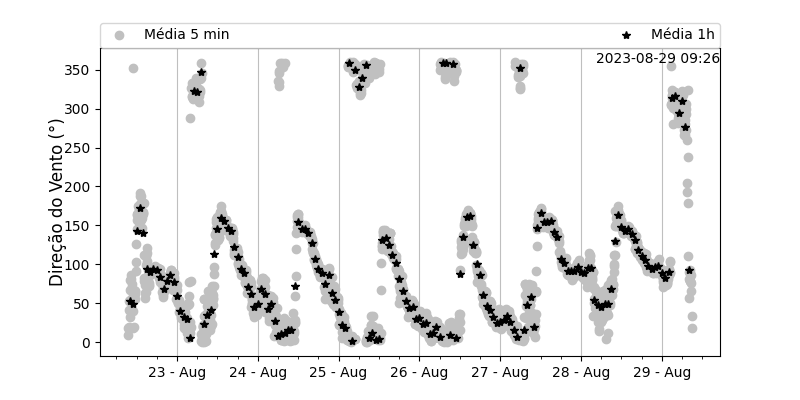 Média 5 min
Média 1h
2023-08-29 09:26
Direção do Vento (°)
350
300
250
200
150
100
50
0
23 - Aug
24 - Aug
25 - Aug
26 - Aug
27 - Aug
28 - Aug
29 - Aug